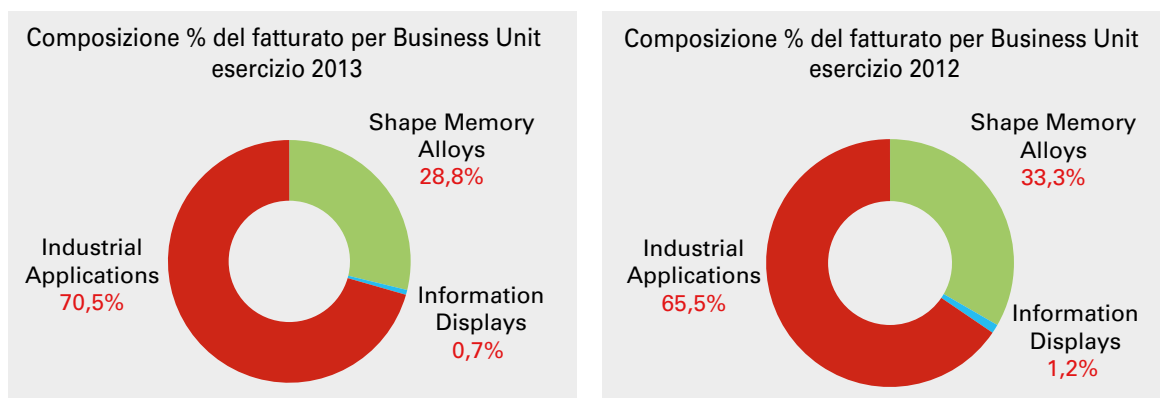 Composizione % del fatturato per Business Unit
esercizio 2013
Shape Memory
Alloys
28,8%
Industrial
Applications
70,5%
Information
Displays
0,7%
Composizione % del fatturato per Business Unit
esercizio 2012
Shape Memory
Alloys
33,3%
Industrial
Applications
65,5%
Information
Displays
1,2%